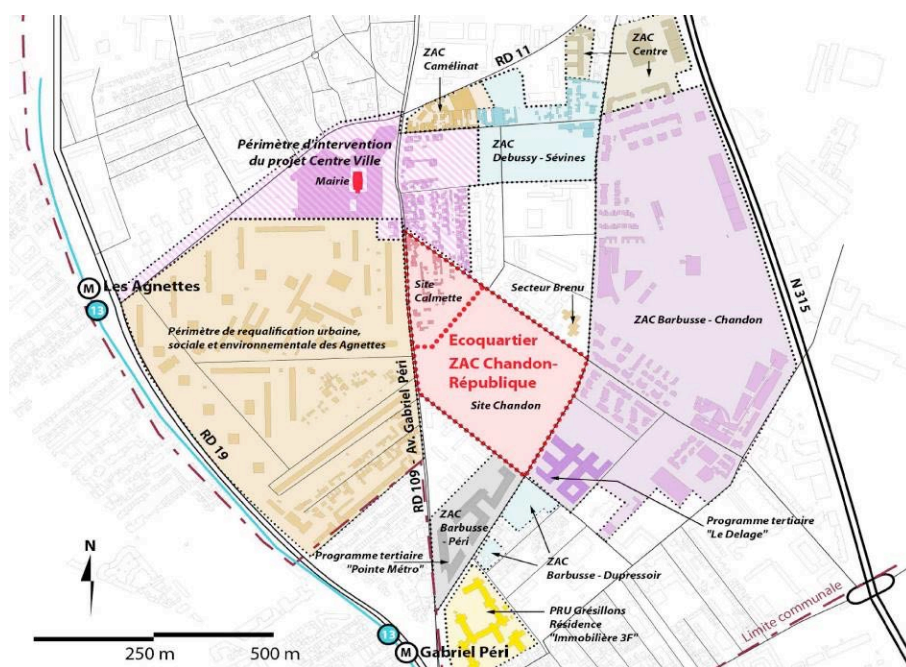 ZAC
Camélinat
RD 11
ZAC
Centre
Périmètre d'intervention
du projet Centre Ville
Mairie
ZAC
Debussy - Sévines
N 315
M
Les Agnettes
13
Site
Calmette
Secteur Brenu
ZAC Barbusse - Chandon
Périmètre de requalification urbaine,
sociale et environnementale des Agnettes
Ecoquartier
ZAC Chandon-
République
Site Chandon
RD 19
RD 109 - Av. Gabriel Péri
ZAC
Barbusse
- Péri
Programme tertiaire
"Le Delage"
N
Programme tertiaire
"Pointe Métro"
ZAC
Barbusse - Dupressoir
PRU Grésillons
Résidence
"Immobilière 3F"
Limite communale
13
M
Gabriel Péri
250 m
500 m